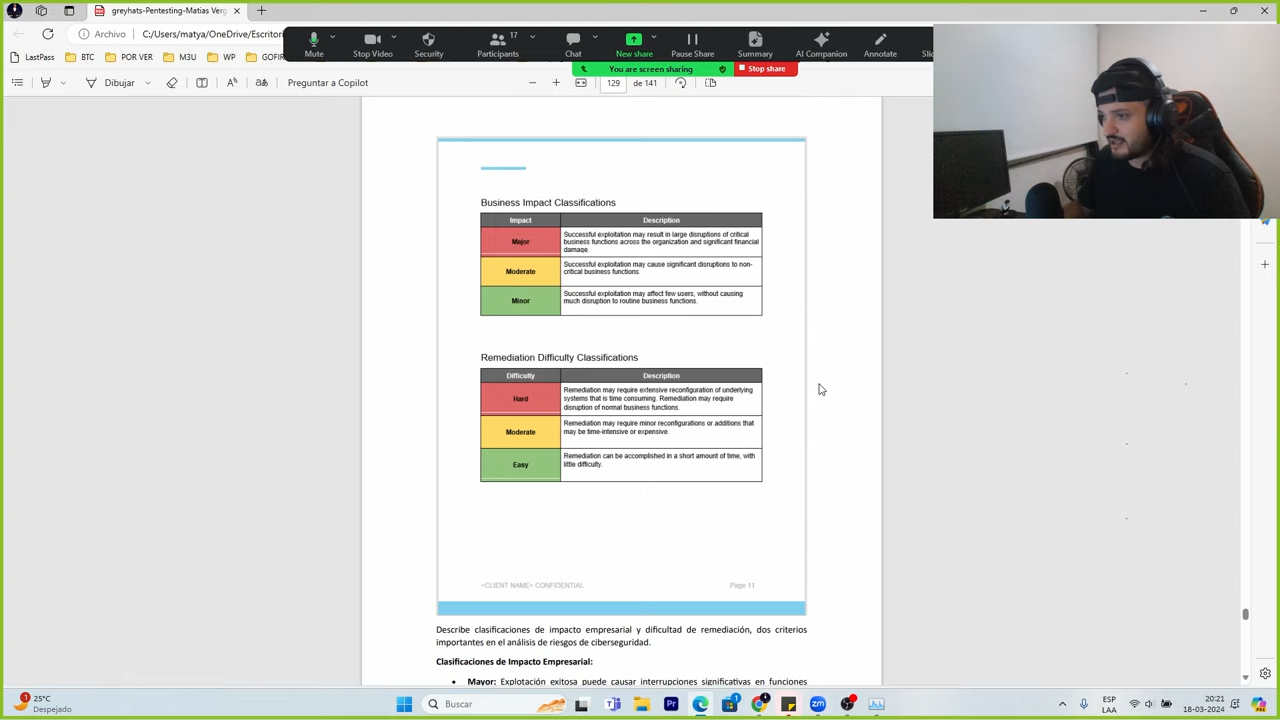 greyhats-Pentesting-Matias Verg
Archivo
C:/Users/matya/OneDrive/Escritori
LastPass
BTC
POR-VER
M3U
WP
GOFIR
Mute
Stop Video
Security
Participants
17
Chat
New share
Pause Share
Summary
AI Companion
Annotate
You are screen sharing
Stop share
Dibujar
Preguntar a Copilot
129
de 141
Business Impact Classifications
Impact
Description
Major
Successful exploitation may result in large disruptions of critical
business functions across the organization and significant financial
damage.
Moderate
Successful exploitation may cause significant disruptions to non-
critical business functions.
Minor
Successful exploitation may affect few users, without causing
much disruption to routine business functions.
Remediation Difficulty Classifications
Difficulty
Description
Hard
Remediation may require extensive reconfiguration of underlying
systems that is time consuming. Remediation may require
disruption of normal business functions.
Moderate
Remediation may require minor reconfigurations or additions that
may be time-intensive or expensive.
Easy
Remediation can be accomplished in a short amount of time, with
little difficulty.
<CLIENT NAME> CONFIDENTIAL
Page 11
Describe clasificaciones de impacto empresarial y dificultad de remediación, dos criterios
importantes en el análisis de riesgos de ciberseguridad.
Clasificaciones de Impacto Empresarial:
• Mayor: Explotación exitosa puede causar interrupciones significativas en funciones
1
25°C
Despejado
Buscar
ESP
LAA
20:21
18-03-2024